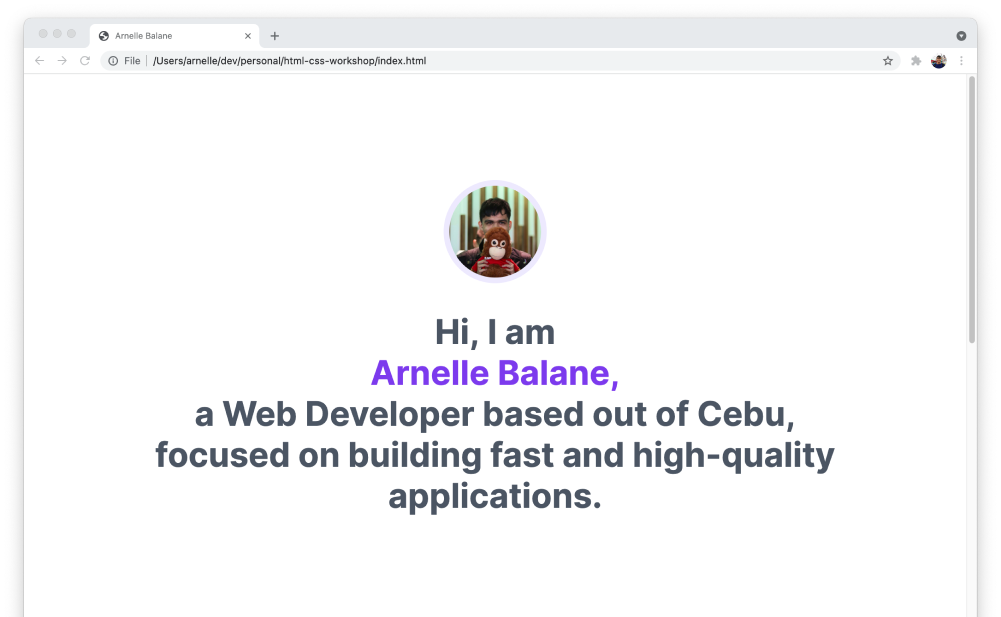 Arnelle Balane
File /Users/arnelle/dev/personal/html-css-workshop/index.html
Hi, I am
Arnelle Balane,
a Web Developer based out of Cebu,
focused on building fast and high-quality
applications.